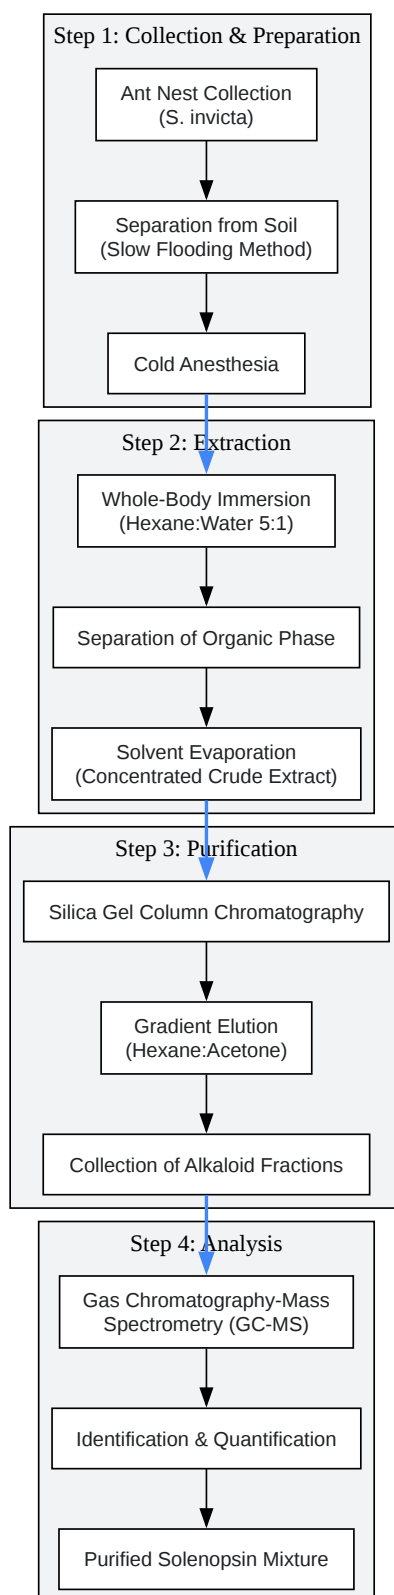 Step 1: Collection & Preparation
Ant Nest Collection
(S. invicta)
Separation from Soil
(Slow Flooding Method)
Cold Anesthesia
Step 2: Extraction
Whole-Body Immersion
(Hexane:Water 5:1)
Separation of Organic Phase
Solvent Evaporation
(Concentrated Crude Extract)
Step 3: Purification
Silica Gel Column Chromatography
Gradient Elution
(Hexane:Acetone)
Collection of Alkaloid Fractions
Step 4: Analysis
Gas Chromatography-Mass
Spectrometry (GC-MS)
Identification & Quantification
Purified Solenopsin Mixture